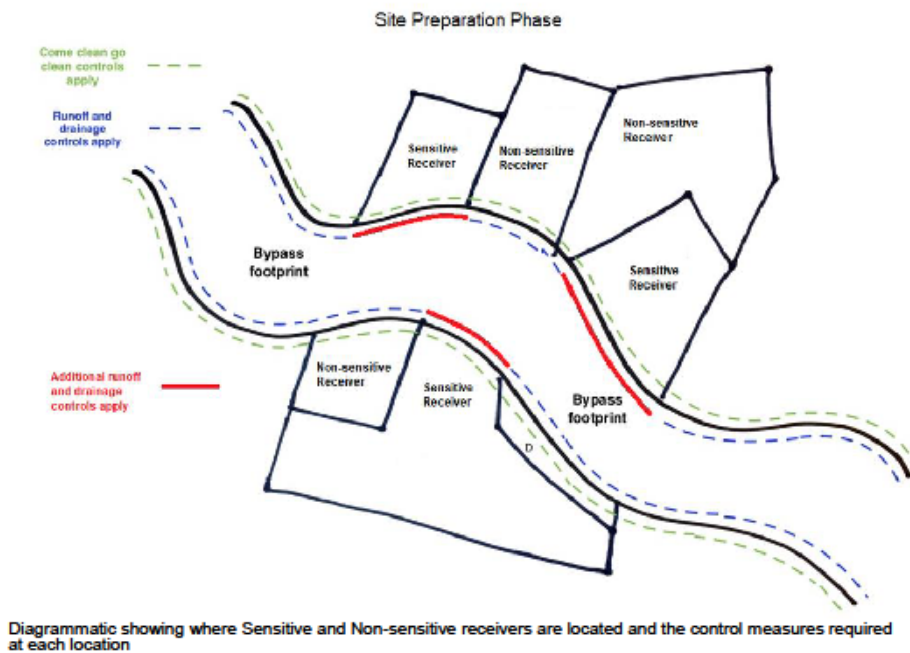 Site Preparation Phase
Come clean go
clean controls
apply
Runoff and
drainage
controls apply
Sensitive
Receiver
Non-sensitive
Receiver
Non-sensitive
Receiver
Bypass
footprint
Sensitive
Receiver
Additional runoff
and drainage
controls apply
Non-sensitive
Receiver
Sensitive
Receiver
Bypass
footprint
D
Diagrammatic showing where Sensitive and Non-sensitive receivers are located and the control measures required
at each location